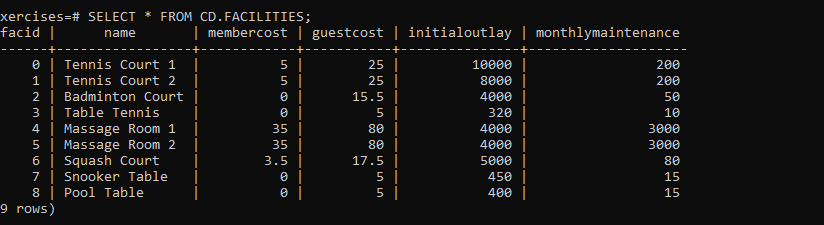 xercises=# SELECT * FROM CD.FACILITIES;
facid |      name       | membercost | guestcost | initialoutlay | monthlymaintenance
------+-----------------+------------+-----------+---------------+--------------------
    0 | Tennis Court 1  |          5 |        25 |         10000 |                200
    1 | Tennis Court 2  |          5 |        25 |          8000 |                200
    2 | Badminton Court |          0 |      15.5 |          4000 |                 50
    3 | Table Tennis    |          0 |         5 |           320 |                 10
    4 | Massage Room 1  |         35 |        80 |          4000 |               3000
    5 | Massage Room 2  |         35 |        80 |          4000 |               3000
    6 | Squash Court    |        3.5 |      17.5 |          5000 |                 80
    7 | Snooker Table   |          0 |         5 |           450 |                 15
    8 | Pool Table      |          0 |         5 |           400 |                 15
9 rows)